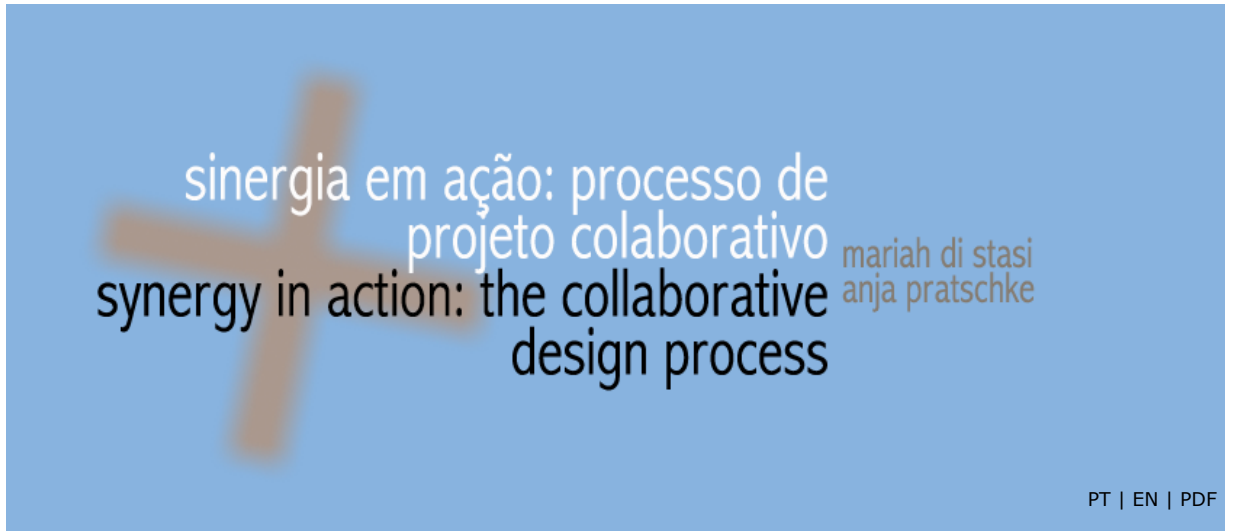 sinergia em ação: processo de
projeto colaborativo
synergy in action: the collaborative
design process
mariah di stasi
anja pratschke
PT | EN | PDF